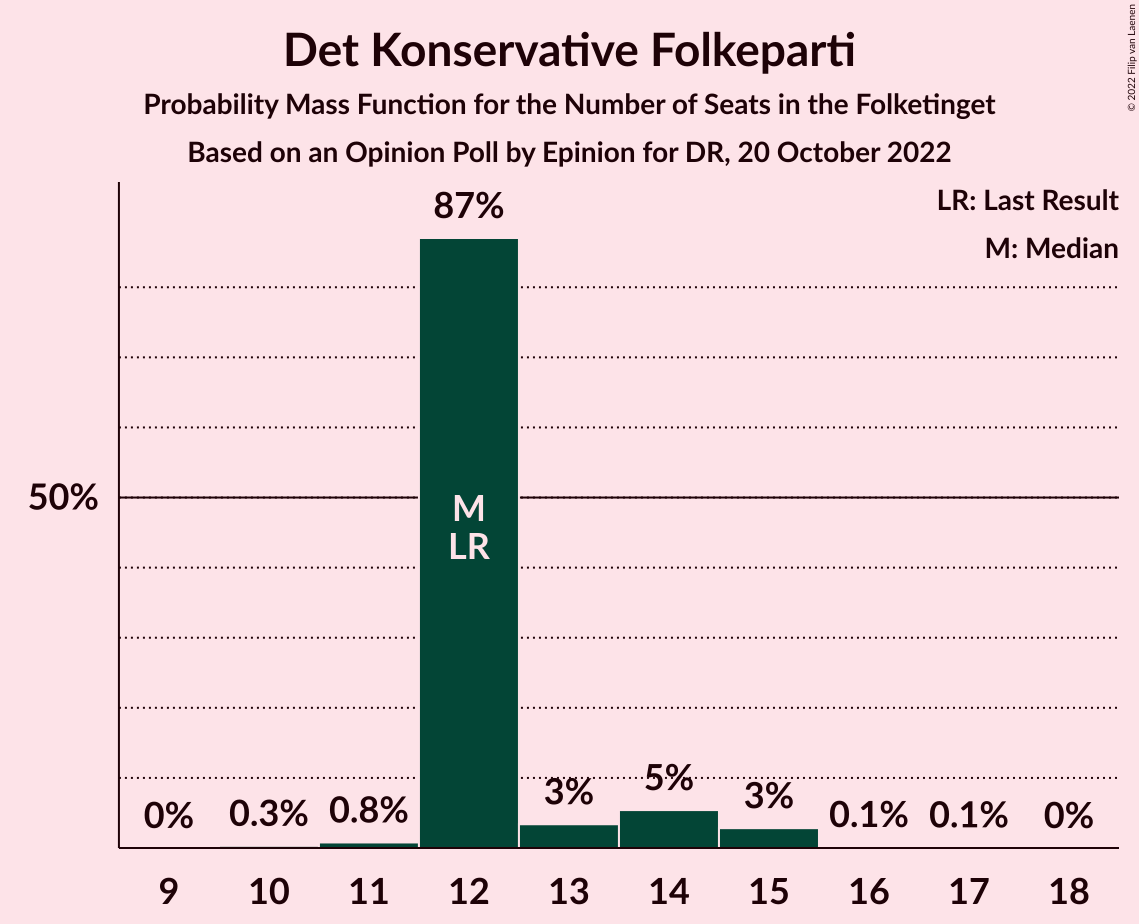 Det Konservative Folkeparti
Probability Mass Function for the Number of Seats in the Folketinget
Based on an Opinion Poll by Epinion for DR, 20 October 2022
© 2022 Filip van Laenen
LR: Last Result
M: Median
87%
50%
M
LR
0%
0.3%
0.8%
3%
5%
3%
0.1%
0.1%
0%
9
10
11
12
13
14
15
16
17
18